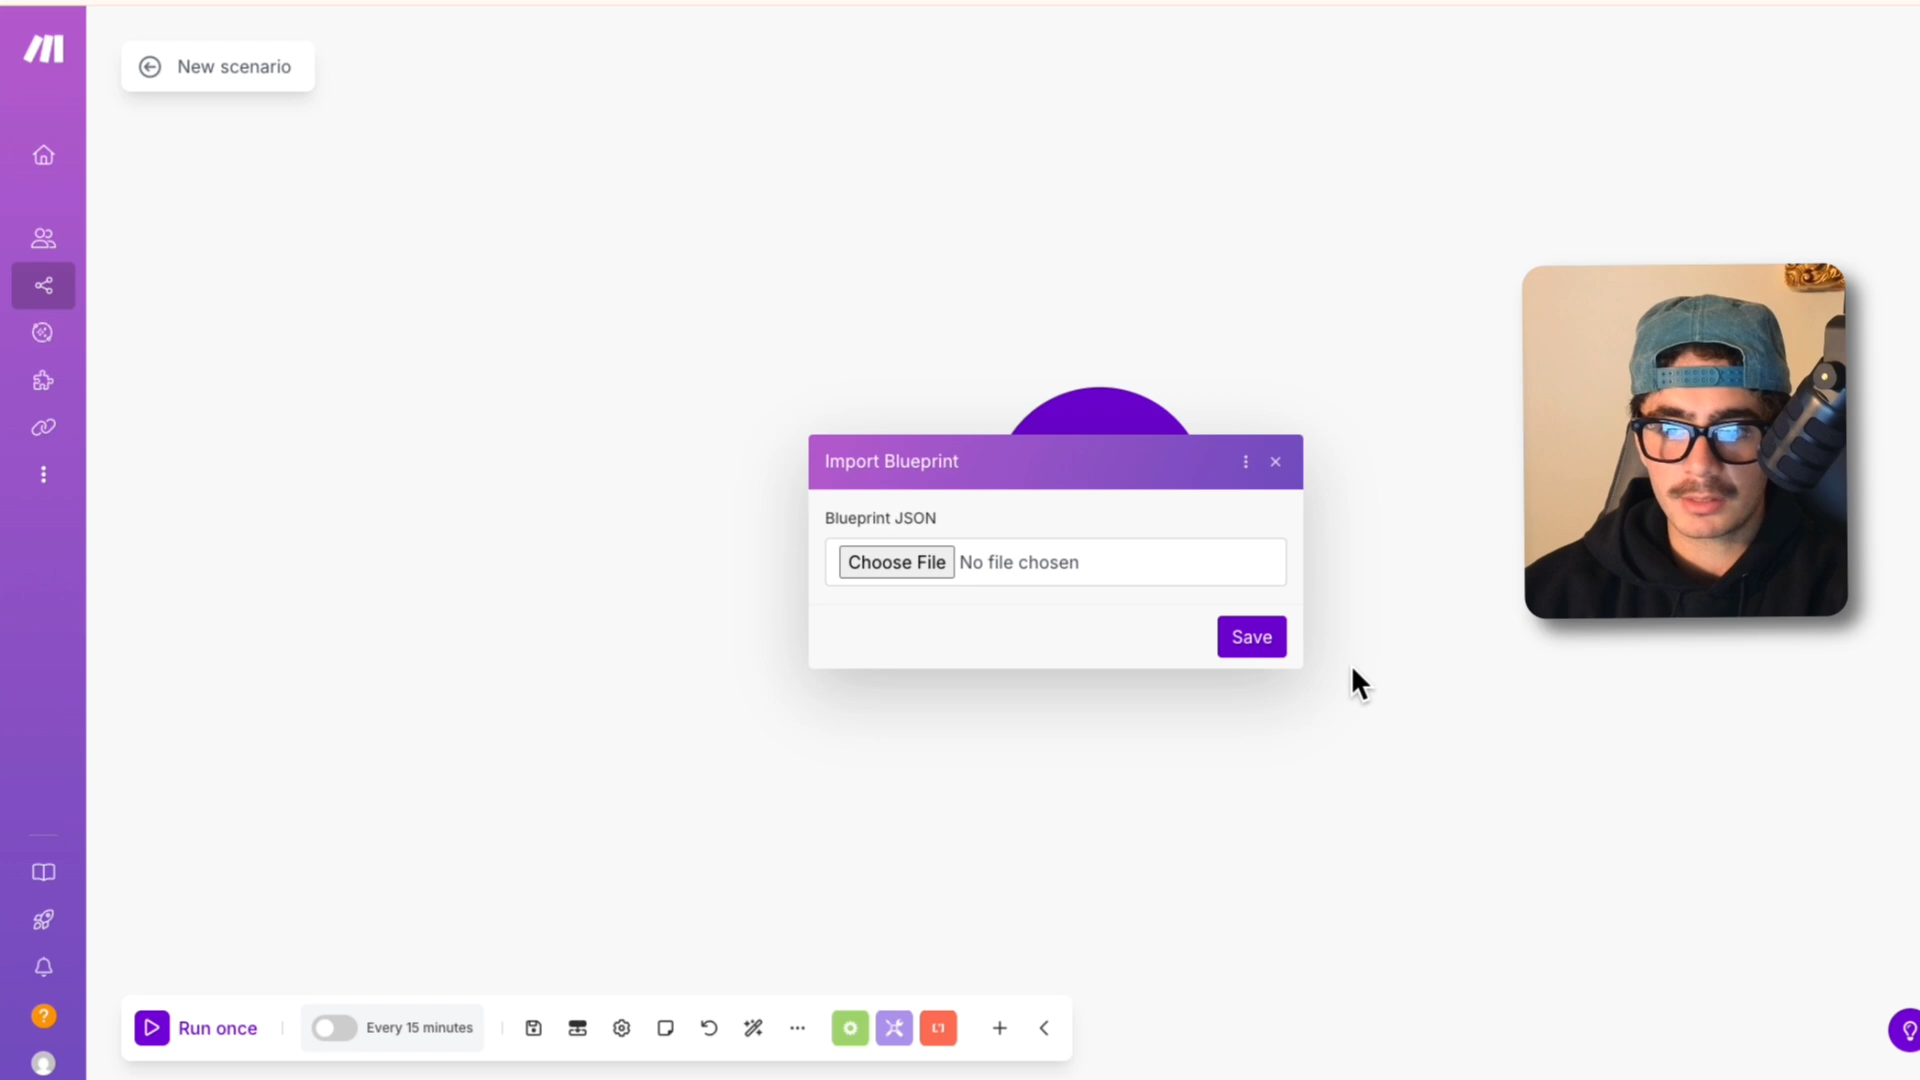 New scenario
Import Blueprint
Blueprint JSON
Choose File No file chosen
Save
Run once
Every 15 minutes